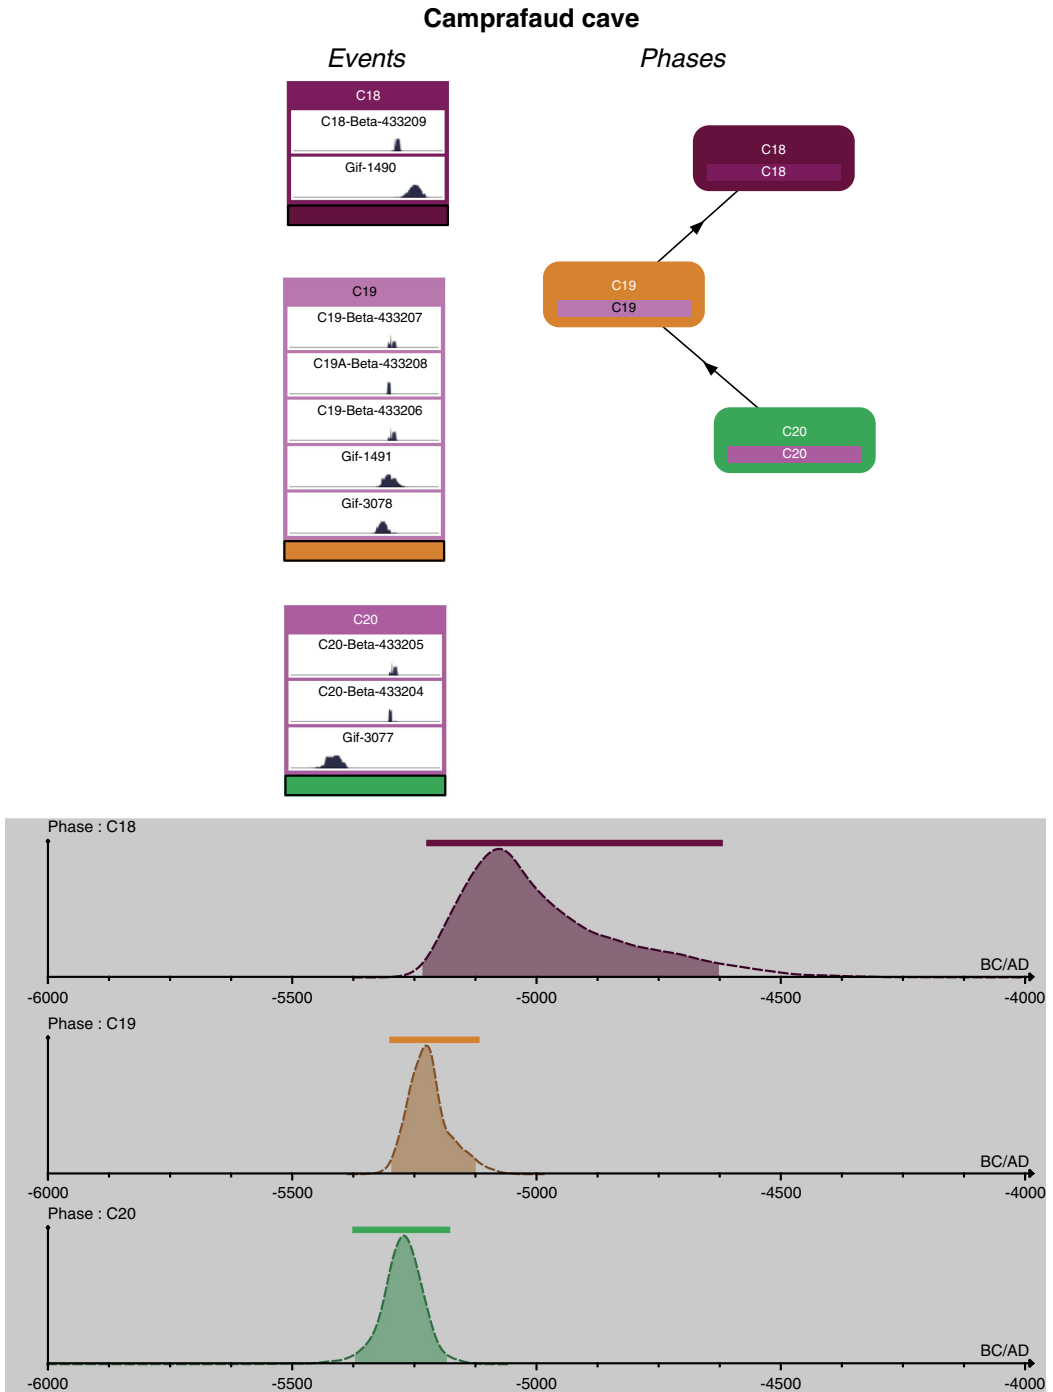 Camprafaud cave
Events
Phases
C18
C18-Beta-433209
Gif-1490
C19
C19-Beta-433207
C19A-Beta-433208
C19-Beta-433206
Gif-1491
Gif-3078
C20
C20-Beta-433205
C20-Beta-433204
Gif-3077
C18
C18
C19
C19
C20
C20
Phase : C18
BC/AD
-6000 -5500 -5000 -4500 -4000
Phase : C19
BC/AD
-6000 -5500 -5000 -4500 -4000
Phase : C20
BC/AD
-6000 -5500 -5000 -4500 -4000